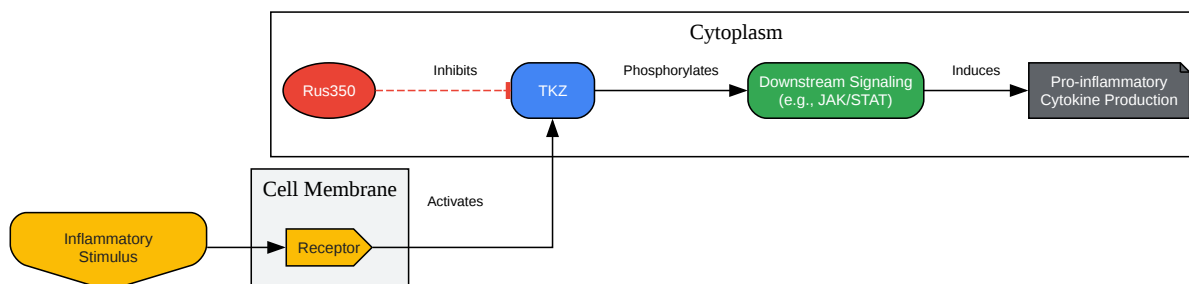 Cytoplasm
Rus350
Inhibits
TKZ
Phosphorylates
Downstream Signaling
(e.g., JAK/STAT)
Induces
Pro-inflammatory
Cytokine Production
Cell Membrane
Activates
Inflammatory
Stimulus
Receptor